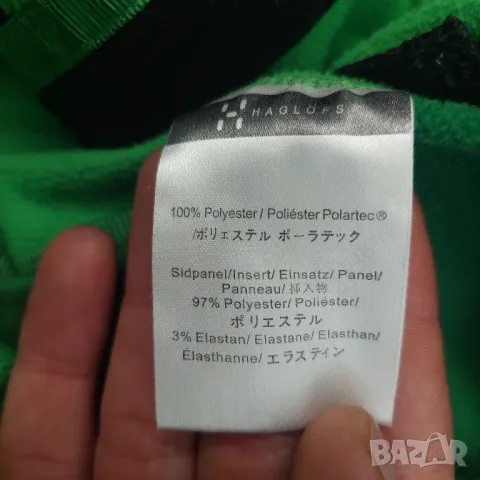 HAGLÖFS
100% Polyester/ Poliéster Polartec®
/ポリエステル ポーラテック
Sidpanel/Insert/ Einsatz/ Panel/
Panneau/ 挿入物
97% Polyester/ Poliester/
ポリエステル
3% Elastan/ Elastane/ Elasthan/
Élasthanne/ エラスティン
BAZAR